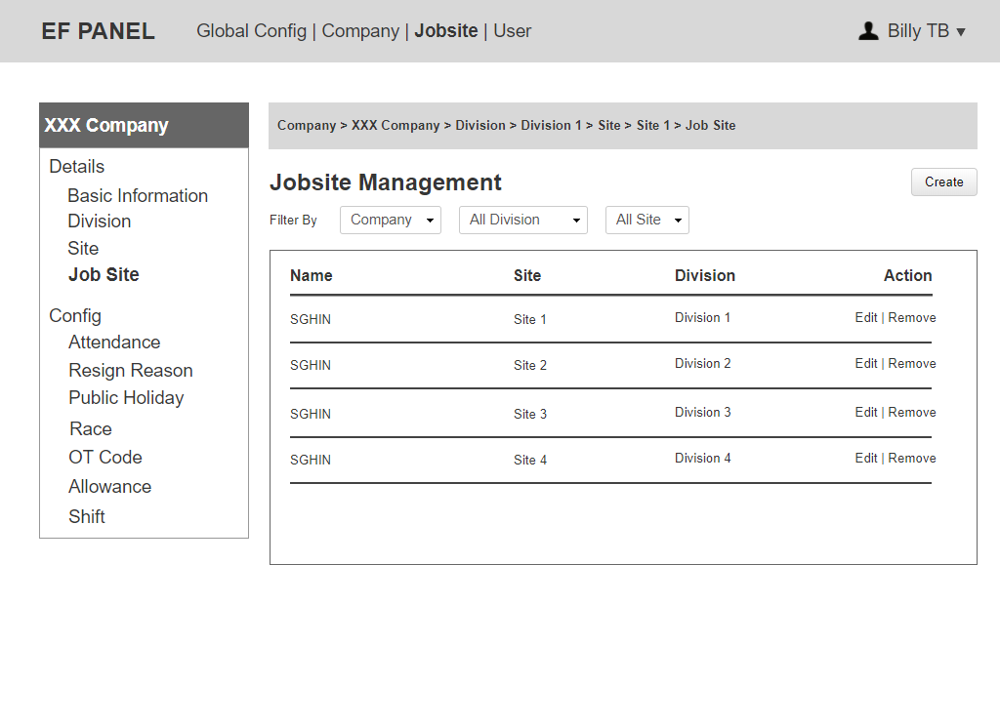 EF PANEL Global Config | Company | Jobsite | User Billy TB ▼
XXX Company
Details
Basic Information
Division
Site
Job Site
Config
Attendance
Resign Reason
Public Holiday
Race
OT Code
Allowance
Shift
Company > XXX Company > Division > Division 1 > Site > Site 1 > Job Site
Jobsite Management Create
Filter By Company All Division All Site
Name Site Division Action
SGHIN Site 1 Division 1 Edit | Remove
SGHIN Site 2 Division 2 Edit | Remove
SGHIN Site 3 Division 3 Edit | Remove
SGHIN Site 4 Division 4 Edit | Remove